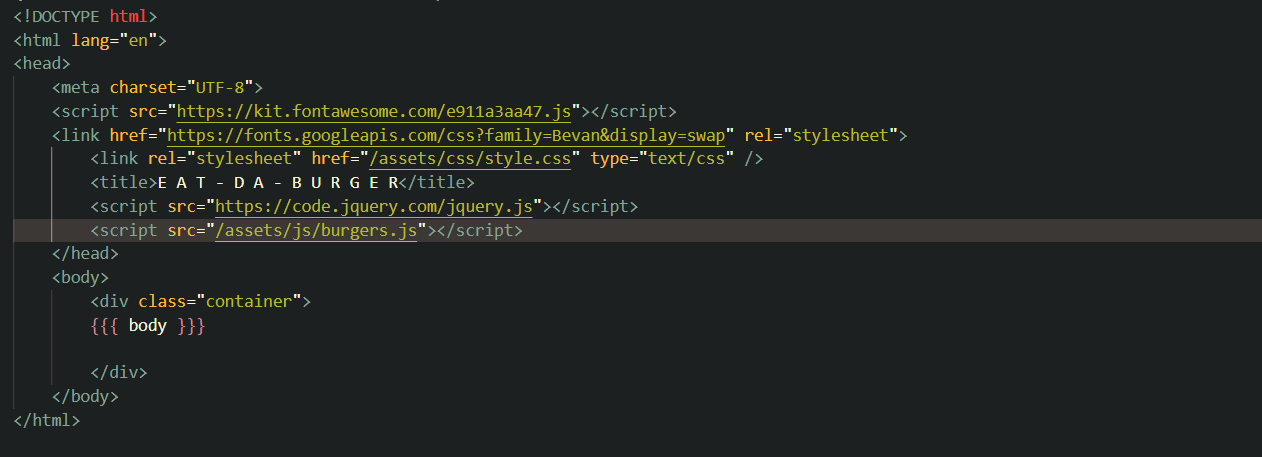 <!DOCTYPE html>
<html lang="en">
<head>
    <meta charset="UTF-8">
    <script src="https://kit.fontawesome.com/e911a3aa47.js"></script>
    <link href="https://fonts.googleapis.com/css?family=Bevan&display=swap" rel="stylesheet">
        <link rel="stylesheet" href="/assets/css/style.css" type="text/css" />
        <title>E A T - D A - B U R G E R</title>
        <script src="https://code.jquery.com/jquery.js"></script>
        <script src="/assets/js/burgers.js"></script>
    </head>
    <body>
        <div class="container">
        {{{ body }}}

        </div>
    </body>
</html>